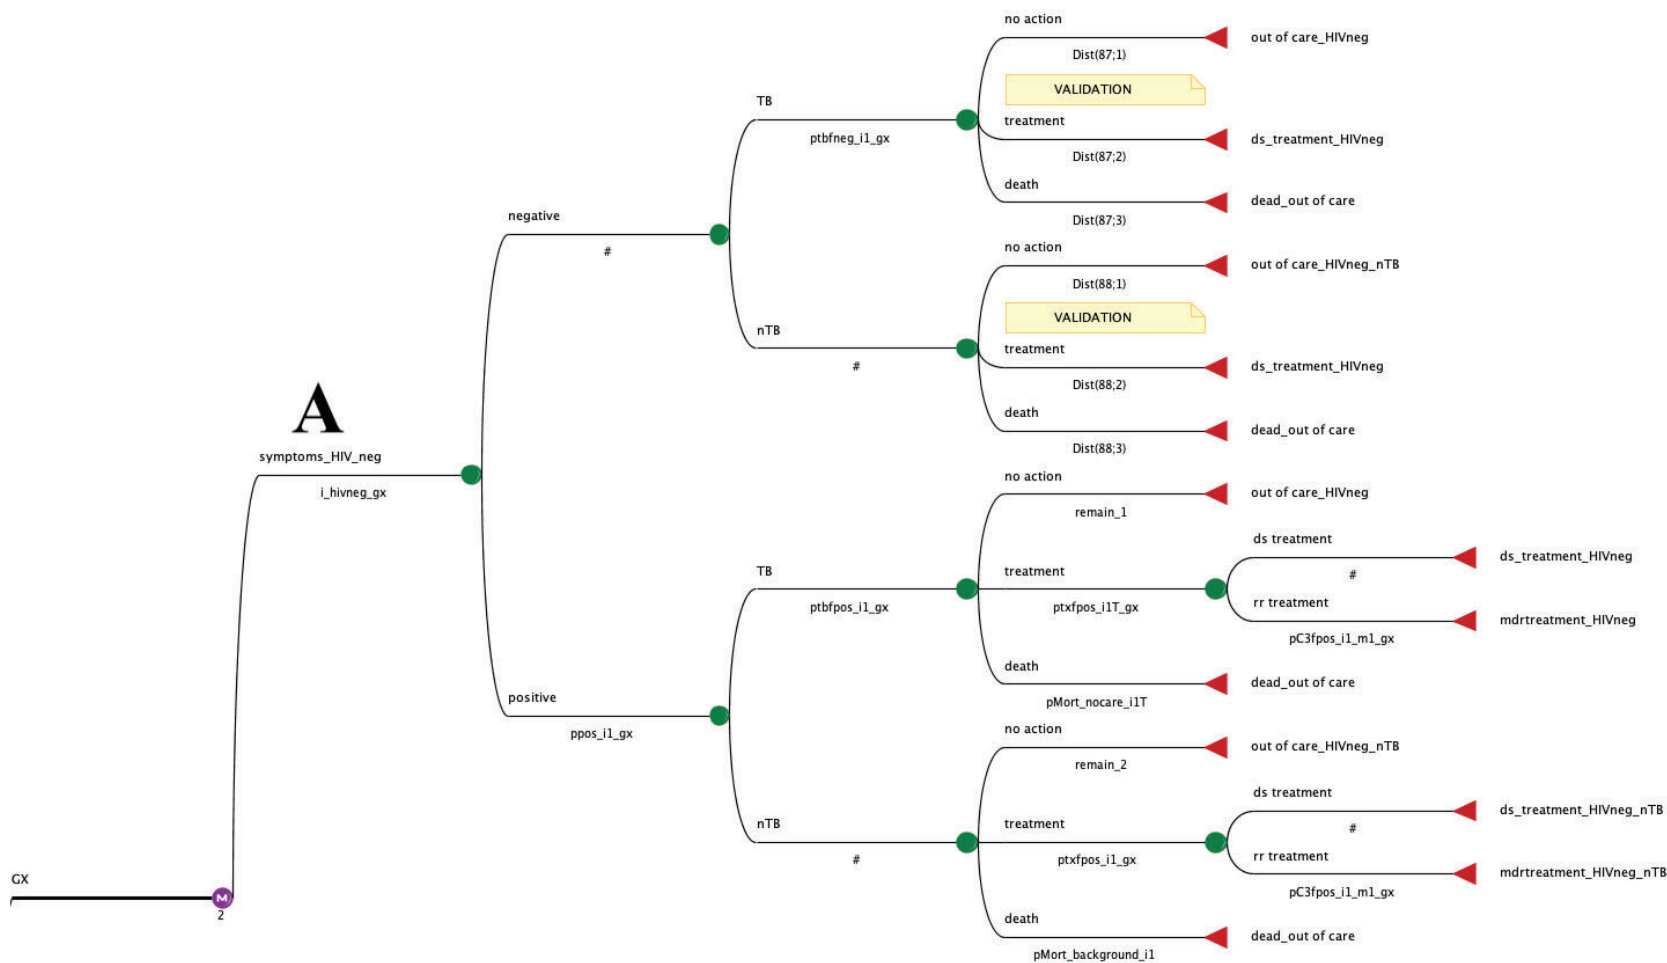 no action
out of care_HIVneg
Dist(87;1)
VALIDATION
TB
treatment
ptbfneg_i1_gx
ds_treatment_HIVneg
Dist(87;2)
death
dead_out of care
negative
Dist(87;3)
#
no action
out of care_HIVneg_nTB
Dist(88;1)
VALIDATION
nTB
treatment
#
ds_treatment_HIVneg
Dist(88;2)
A
death
dead_out of care
Dist(88;3)
symptoms_HIV_neg
i_hivneg_gx
no action
out of care_HIVneg
remain_1
ds treatment
ds_treatment_HIVneg
#
TB
treatment
ptbfpos_i1_gx
ptxfpos_i1T_gx
rr treatment
mdrtreatment_HIVneg
pC3fpos_i1_m1_gx
death
dead_out of care
pMort_nocare_i1T
positive
ppos_i1_gx
no action
out of care_HIVneg_nTB
remain_2
ds treatment
ds_treatment_HIVneg_nTB
#
nTB
treatment
#
ptxfpos_i1_gx
rr treatment
mdrtreatment_HIVneg_nTB
pC3fpos_i1_m1_gx
GX
M
2
death
dead_out of care
pMort_background_i1